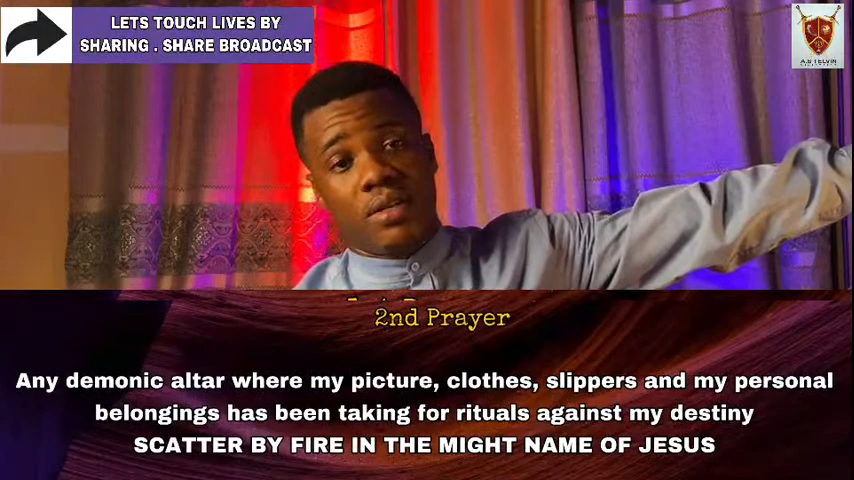 LETS TOUCH LIVES BY
SHARING . SHARE BROADCAST
2nd Prayer
Any demonic altar where my picture, clothes, slippers and my personal
belongings has been taking for rituals against my destiny
SCATTER BY FIRE IN THE MIGHT NAME OF JESUS